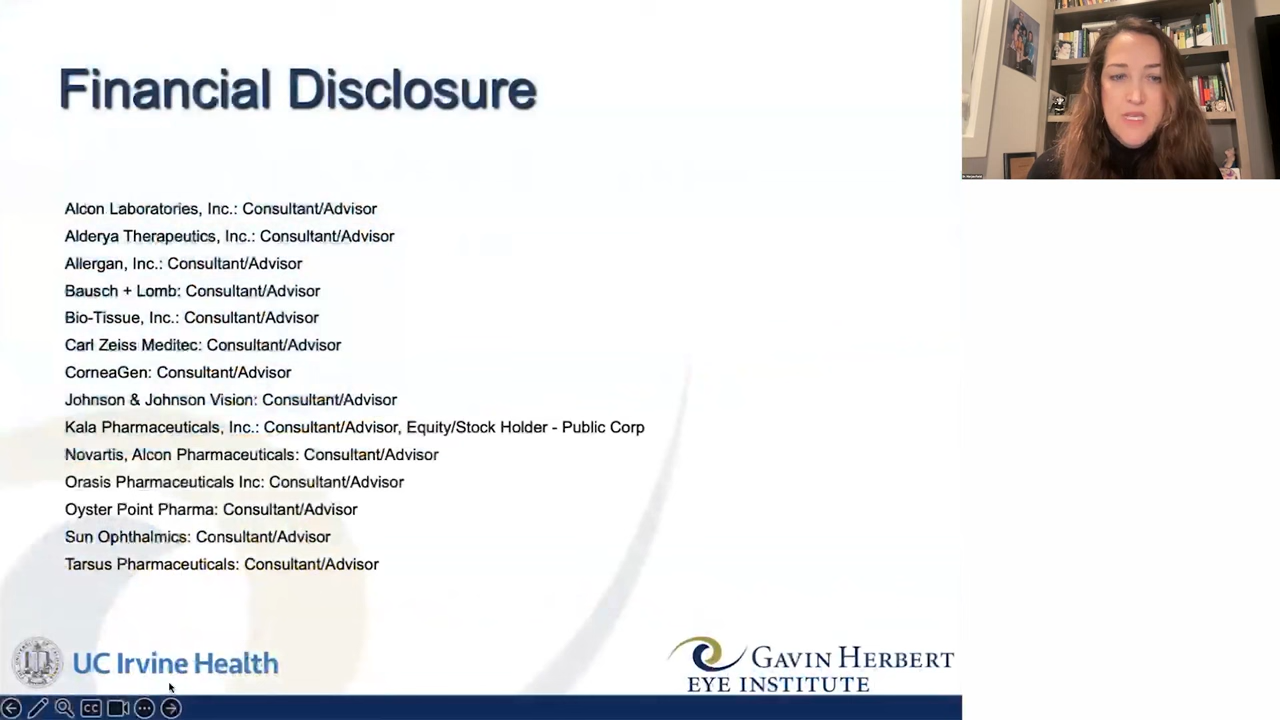 Financial Disclosure
Alcon Laboratories, Inc.: Consultant/Advisor
Alderya Therapeutics, Inc.: Consultant/Advisor
Allergan, Inc.: Consultant/Advisor
Bausch + Lomb: Consultant/Advisor
Bio-Tissue, Inc.: Consultant/Advisor
Carl Zeiss Meditec: Consultant/Advisor
CorneaGen: Consultant/Advisor
Johnson & Johnson Vision: Consultant/Advisor
Kala Pharmaceuticals, Inc.: Consultant/Advisor, Equity/Stock Holder - Public Corp
Novartis, Alcon Pharmaceuticals: Consultant/Advisor
Orasis Pharmaceuticals Inc: Consultant/Advisor
Oyster Point Pharma: Consultant/Advisor
Sun Ophthalmics: Consultant/Advisor
Tarsus Pharmaceuticals: Consultant/Advisor
UC Irvine Health
GAVIN HERBERT
EYE INSTITUTE
CC